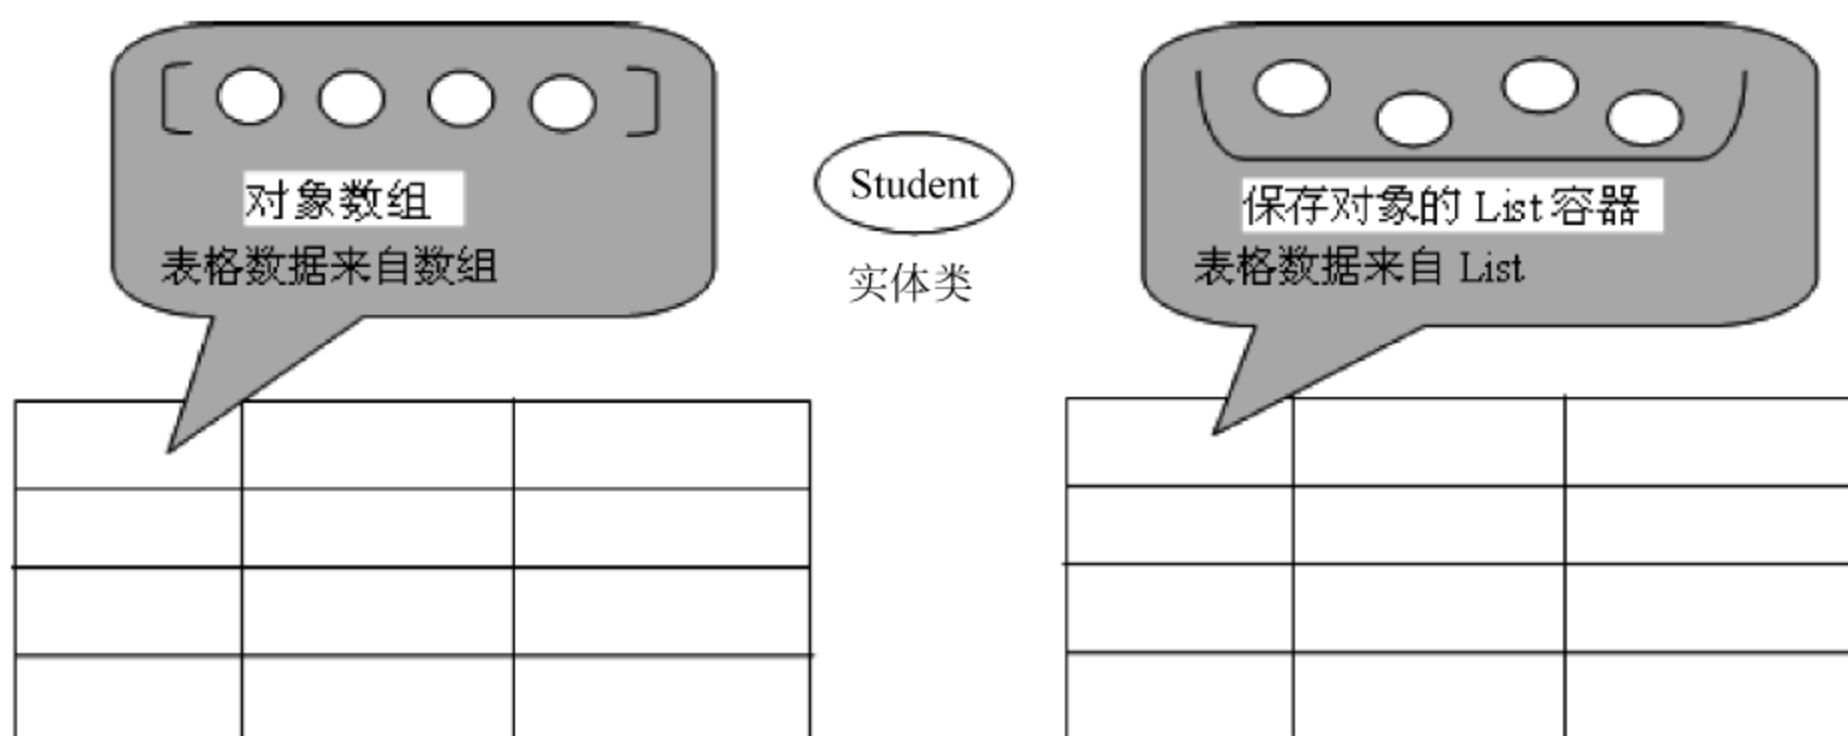 对象数组
表格数据来自数组
Student
实体类
保存对象的 List 容器
表格数据来自 List